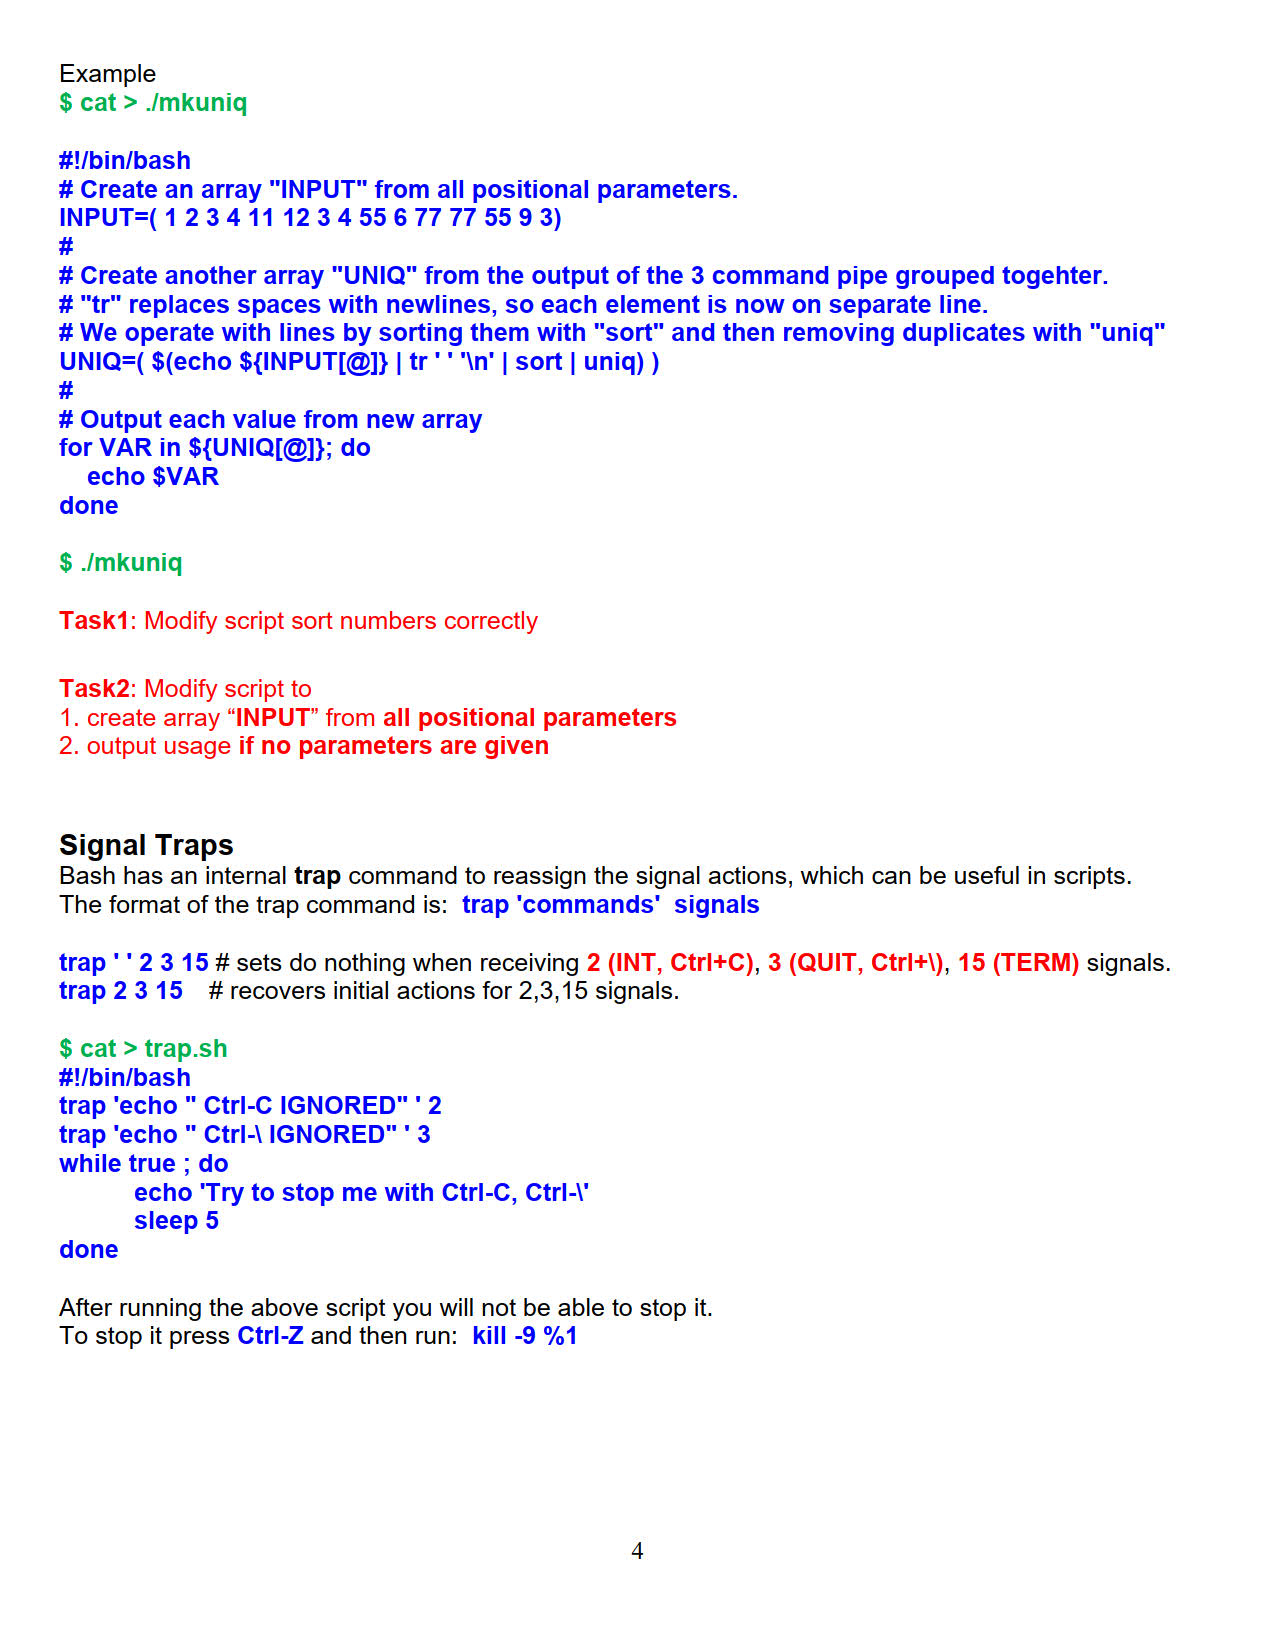 Example
$ cat > ./mkuniq
#!/bin/bash
# Create an array "INPUT" from all positional parameters.
INPUT=( 1 2 3 4 11 12 3 4 55 6 77 77 55 9 3)
#
# Create another array "UNIQ" from the output of the 3 command pipe grouped togehter.
# "tr" replaces spaces with newlines, so each element is now on separate line.
# We operate with lines by sorting them with "sort" and then removing duplicates with "uniq"
UNIQ=( $(echo ${INPUT[@]} | tr ' ' '\n' | sort | uniq) )
#
# Output each value from new array
for VAR in ${UNIQ[@]}; do
echo $VAR
done
$ ./mkuniq
Task1: Modify script sort numbers correctly
Task2: Modify script to
1. create array “INPUT” from all positional parameters
2. output usage if no parameters are given
Signal Traps
Bash has an internal trap command to reassign the signal actions, which can be useful in scripts.
The format of the trap command is: trap 'commands' signals
trap ' ' 2 3 15 # sets do nothing when receiving 2 (INT, Ctrl+C), 3 (QUIT, Ctrl+\), 15 (TERM) signals.
trap 2 3 15 # recovers initial actions for 2,3,15 signals.
$ cat > trap.sh
#!/bin/bash
trap 'echo " Ctrl-C IGNORED" ' 2
trap 'echo " Ctrl-\ IGNORED" ' 3
while true ; do
echo 'Try to stop me with Ctrl-C, Ctrl-\'
sleep 5
done
After running the above script you will not be able to stop it.
To stop it press Ctrl-Z and then run: kill -9 %1
4